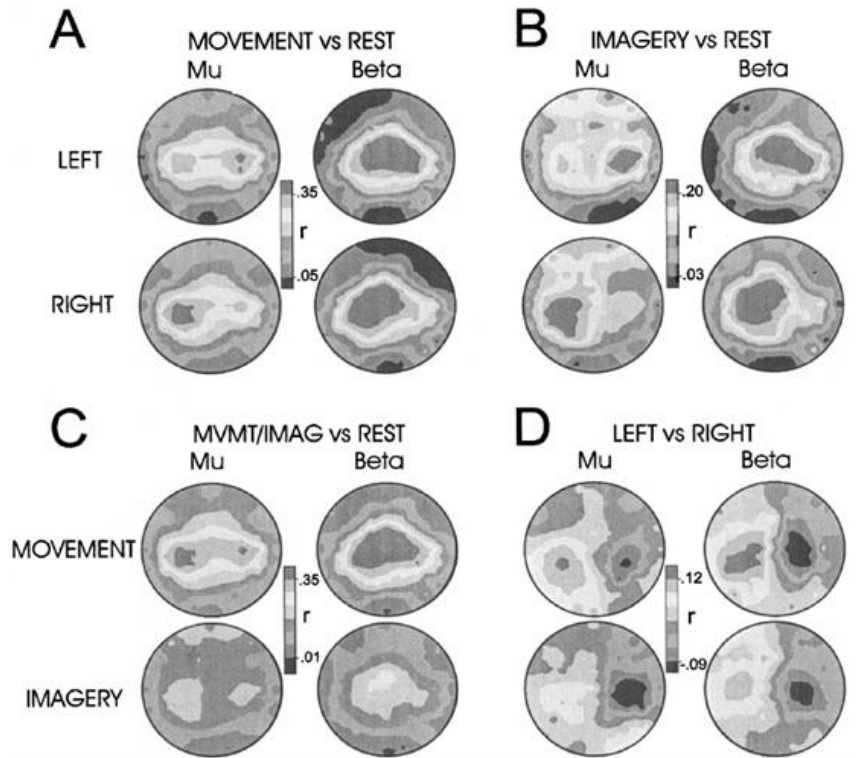 A
MOVEMENT vs REST
Mu Beta
LEFT
RIGHT
.35
r
.05
B
IMAGERY vs REST
Mu Beta
.20
r
.03
C
MVMT/IMAG vs REST
Mu Beta
MOVEMENT
IMAGERY
.35
r
.01
D
LEFT vs RIGHT
Mu Beta
.12
r
-.09